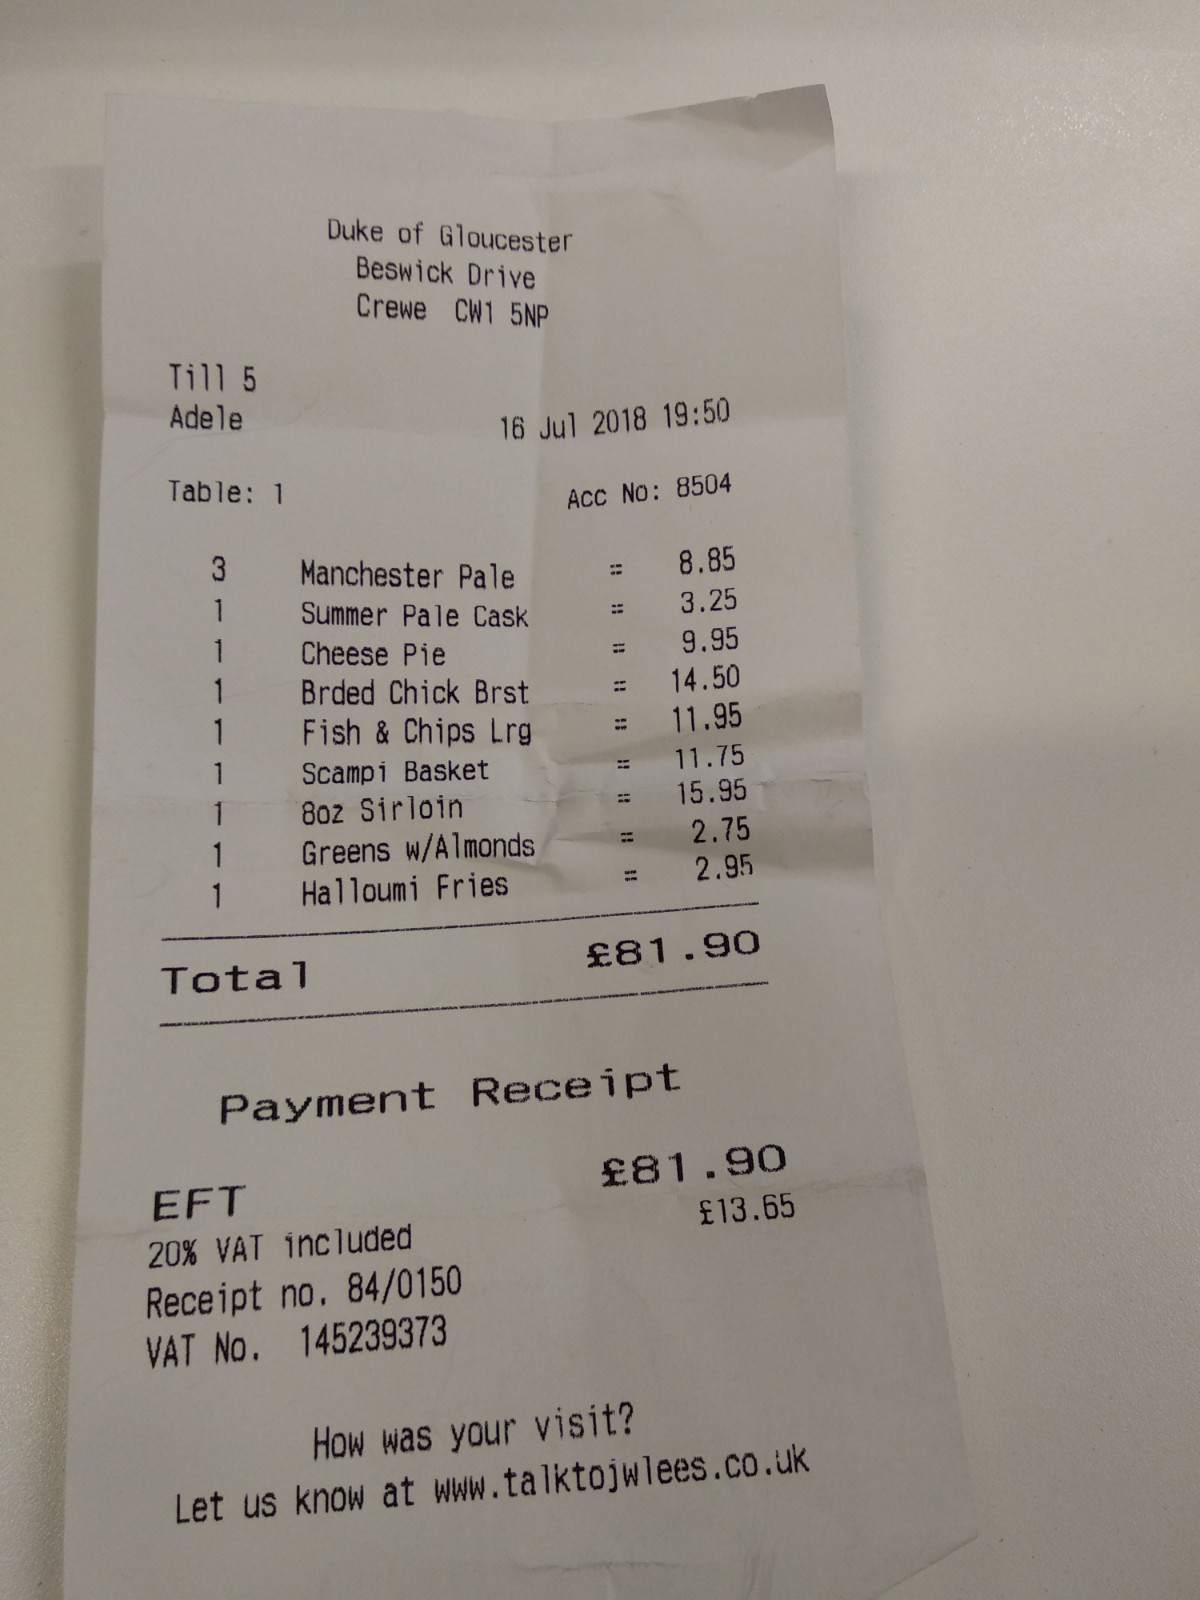 Duke of Gloucester
Beswick Drive
Crewe CW1 5NP
Till 5
Adele 16 Jul 2018 19:50
Table: 1 Acc No: 8504
3 Manchester Pale = 8.85
1 Summer Pale Cask = 3.25
1 Cheese Pie = 9.95
1 Brded Chick Brst = 14.50
1 Fish & Chips Lrg = 11.95
1 Scampi Basket = 11.75
1 8oz Sirloin = 15.95
1 Greens w/Almonds = 2.75
1 Halloumi Fries = 2.95
Total £81.90
Payment Receipt
EFT £81.90
20% VAT included £13.65
Receipt no. 84/0150
VAT No. 145239373
How was your visit?
Let us know at www.talktojwlees.co.uk